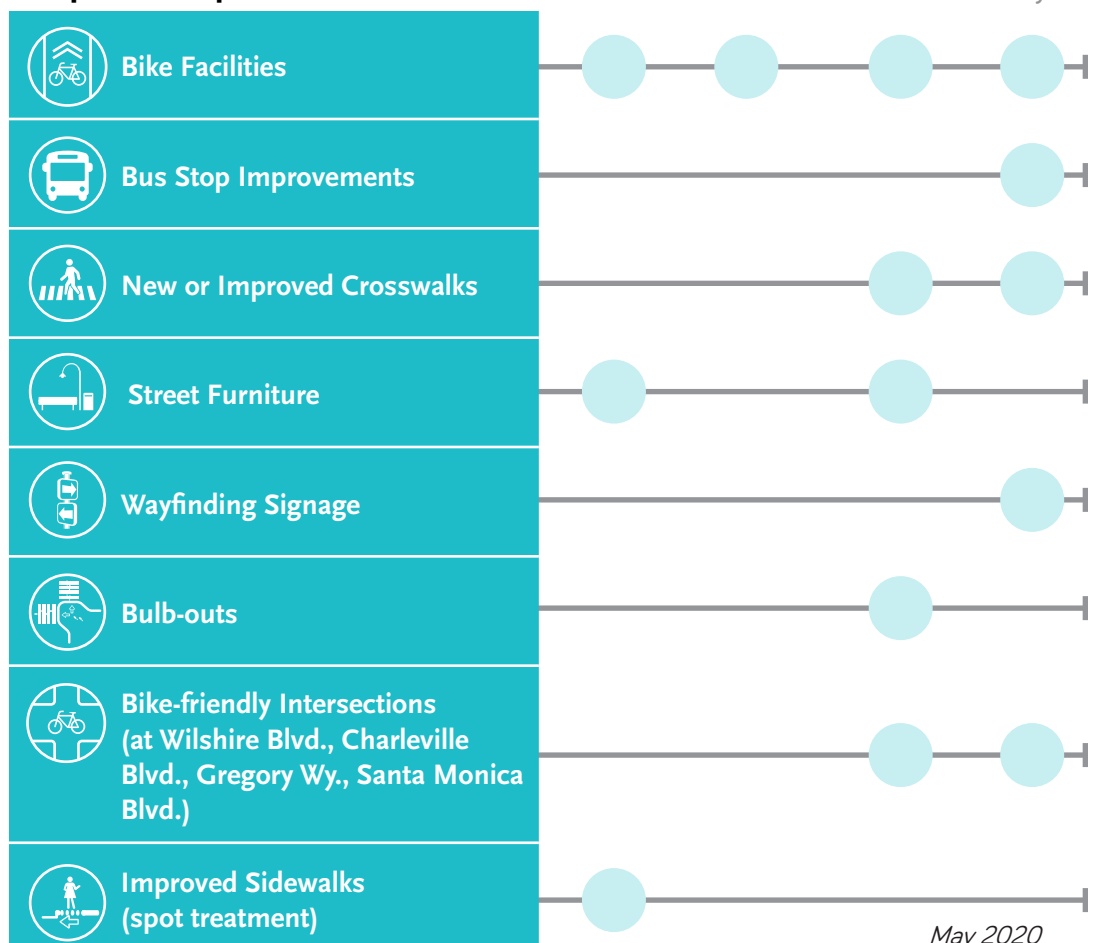 Bike Facilities
Bus Stop Improvements
New or Improved Crosswalks
Street Furniture
Wayfinding Signage
Bulb-outs
Bike-friendly Intersections
(at Wilshire Blvd., Charleville
Blvd., Gregory Wy., Santa Monica
Blvd.)
Improved Sidewalks
(spot treatment)
May 2020